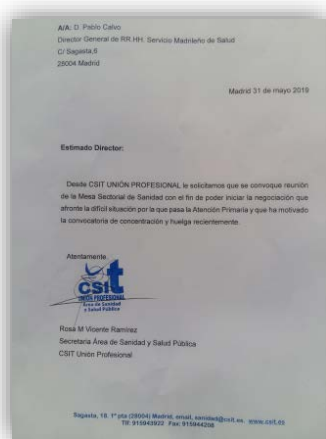 A/A: D. Pablo Calvo
Director General de RR.HH. Servicio Madrileño de Salud
C/ Sagasta,6
28004 Madrid
Madrid 31 de mayo 2018
Estimado Director:
Desde CSIT UNIÓN PROFESIONAL le solicitamos que se convoque reunión
de la Mesa Sectorial de Sanidad con el fin de poder iniciar la negociación que
afronte la difícil situación por la que pasa la Atención Primaria y que ha motivado
la convocatoria de concentración y huelga recientemente.
Atentamente,
CSIT
UNIÓN PROFESIONAL
Área de Sanidad
y Salud Pública
Rosa M Vicente Ramírez
Secretaria Área de Sanidad y Salud Pública
CSIT Unión Profesional
Sagasta, 18. 1ª pta (28004) Madrid, email, sanidad@csit.es. www.csit.es
Tlf: 915943922 Fax: 915944208